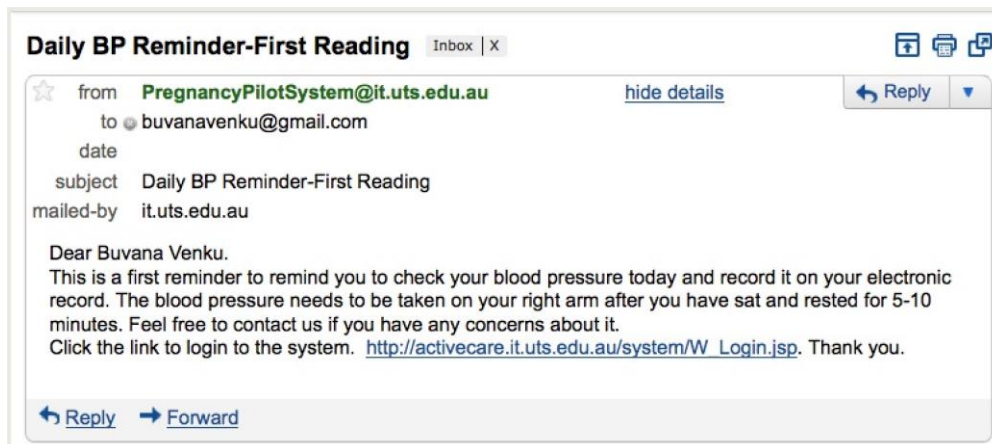 Daily BP Reminder-First Reading Inbox | X
from PregnancyPilotSystem@it.uts.edu.au hide details Reply
to buvanavenku@gmail.com
date
subject Daily BP Reminder-First Reading
mailed-by it.uts.edu.au
Dear Buvana Venku.
This is a first reminder to remind you to check your blood pressure today and record it on your electronic
record. The blood pressure needs to be taken on your right arm after you have sat and rested for 5-10
minutes. Feel free to contact us if you have any concerns about it.
Click the link to login to the system. http://activecare.it.uts.edu.au/system/W_Login.jsp. Thank you.
Reply Forward